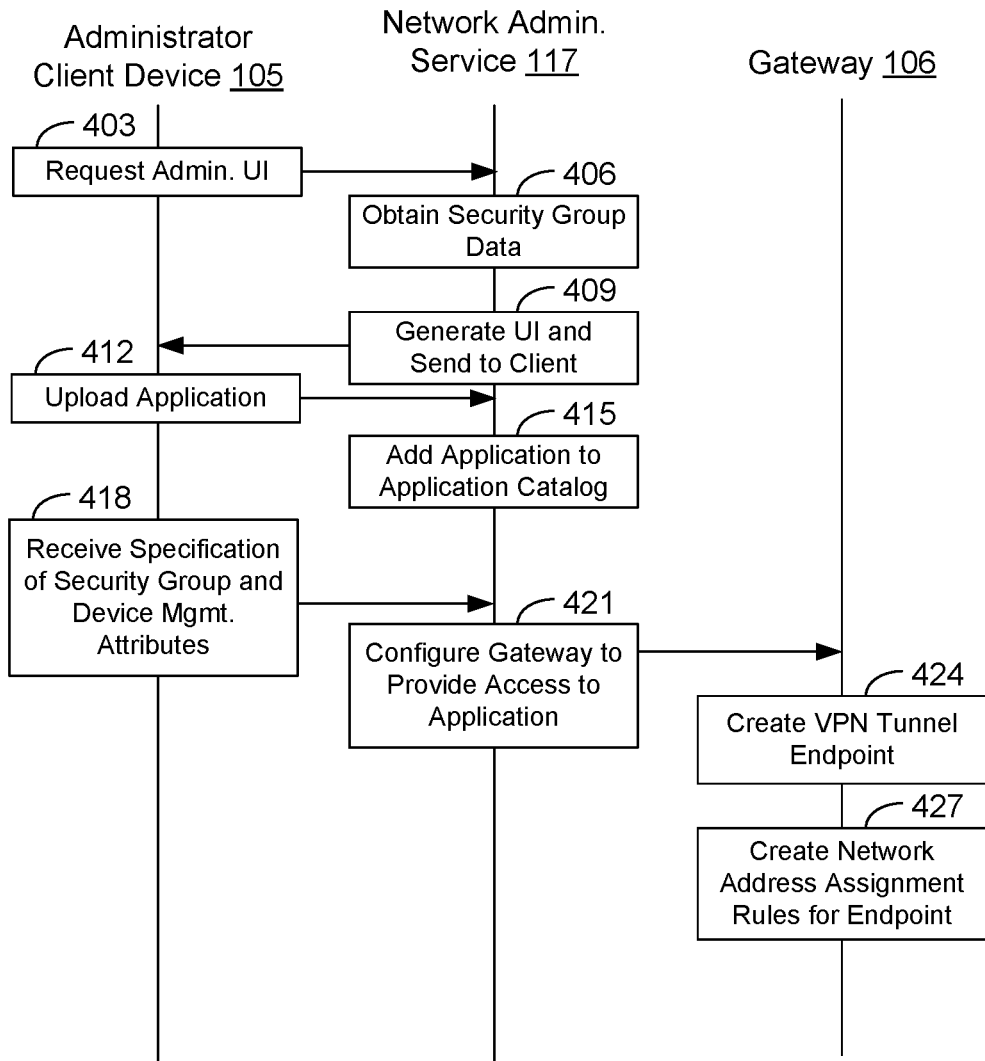 Administrator
Client Device 105
Network Admin.
Service 117
Gateway 106
403
Request Admin. UI
406
Obtain Security Group
Data
409
Generate UI and
Send to Client
412
Upload Application
415
Add Application to
Application Catalog
418
Receive Specification
of Security Group and
Device Mgmt.
Attributes
421
Configure Gateway to
Provide Access to
Application
424
Create VPN Tunnel
Endpoint
427
Create Network
Address Assignment
Rules for Endpoint